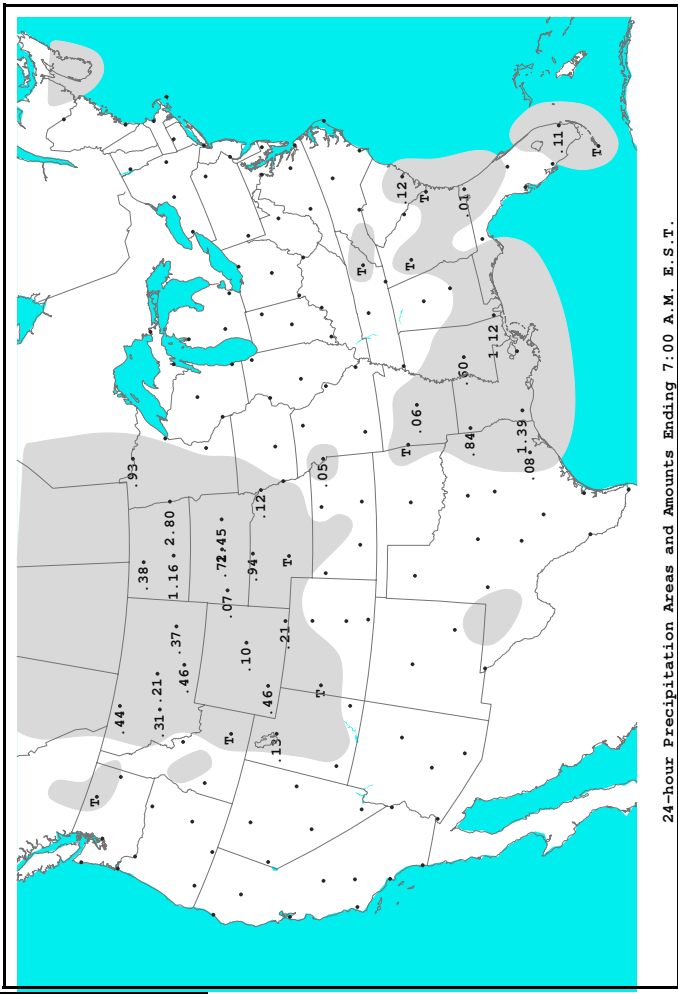 T
.44
.93
.38
.31
.21
1.16
2.80
.37
.46
.07
T
.10
.94
.12
.46
.13
.21
T
T
.05
T
.12
T
T
.06
T
.60
.01
.84
1.12
1.39
.08
.11
T
24-hour Precipitation Areas and Amounts Ending 7:00 A.M. E.S.T.